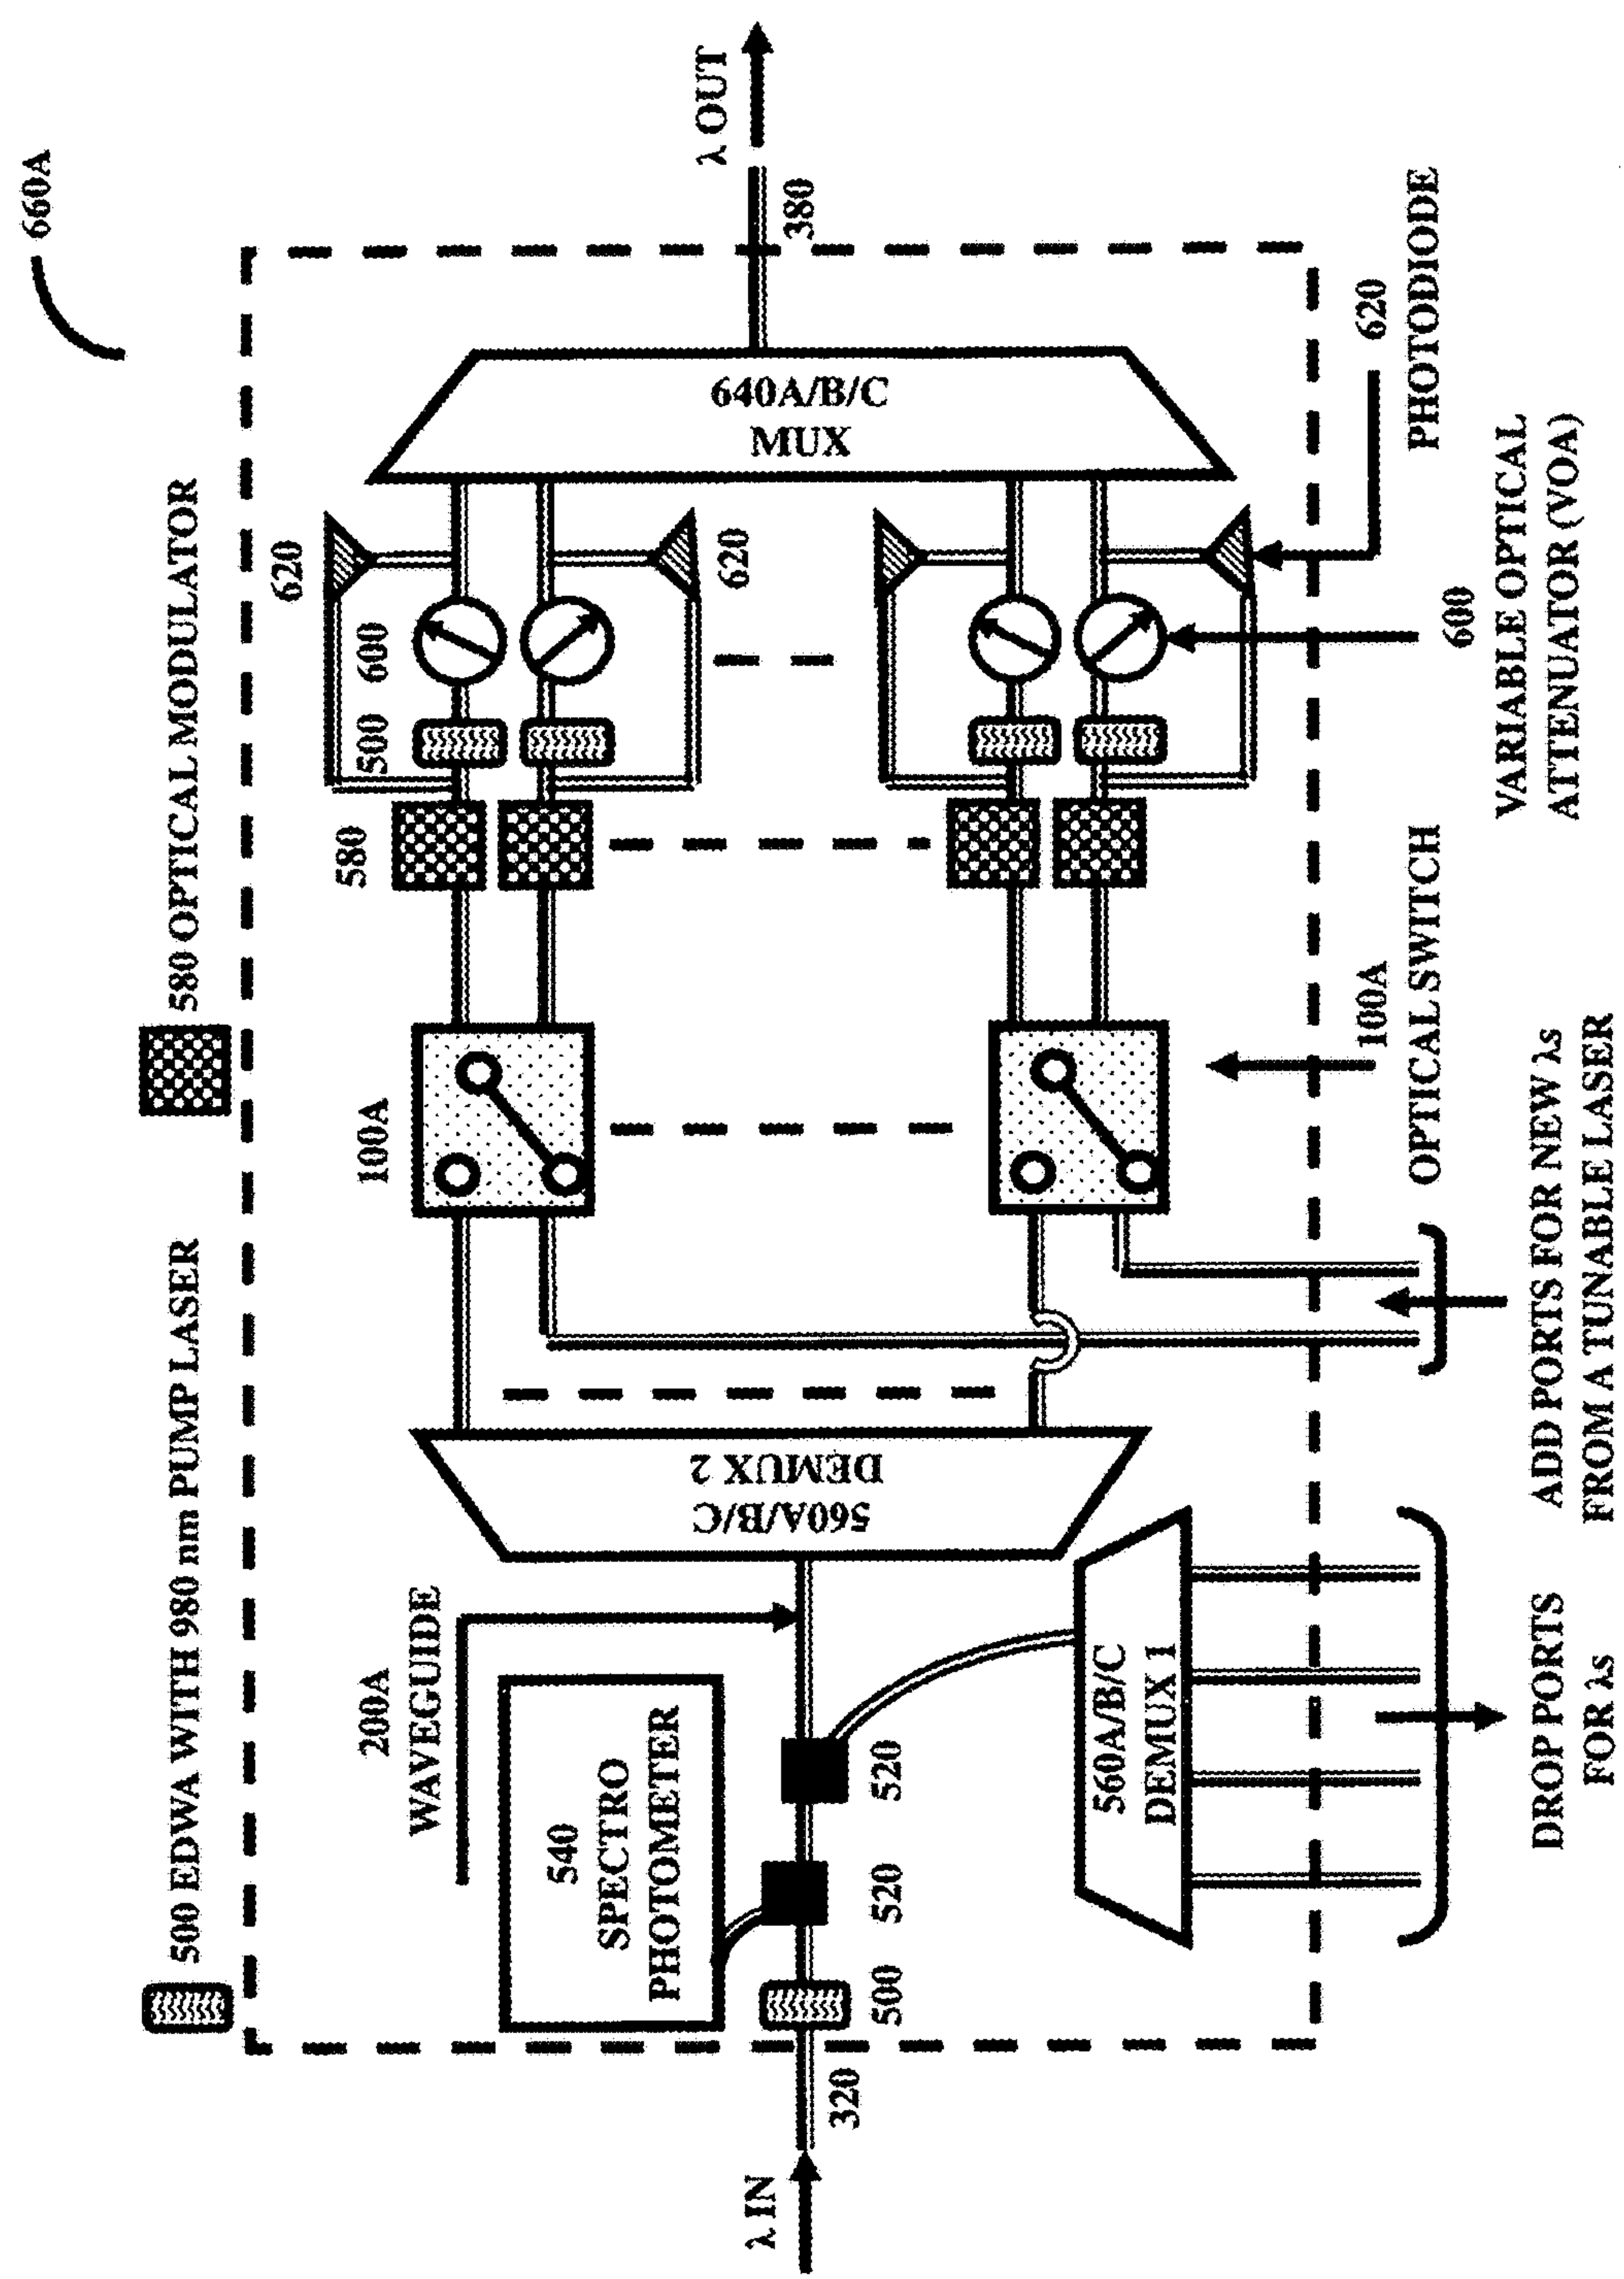 660A
500 EDWA WITH 980 nm PUMP LASER
580 OPTICAL MODULATOR
620
200A
WAVEGUIDE
100A
580
500
600
540
SPECTRO
PHOTOMETER
560A/B/C
DEMUX 2
640A/B/C
MUX
λ OUT
380
620
λ IN
320
500
520
520
560A/B/C
DEMUX 1
100A
OPTICAL SWITCH
620
PHOTODIODE
600
VARIABLE OPTICAL
ATTENUATOR (VOA)
DROP PORTS
FOR λs
ADD PORTS FOR NEW λs
FROM A TUNABLE LASER